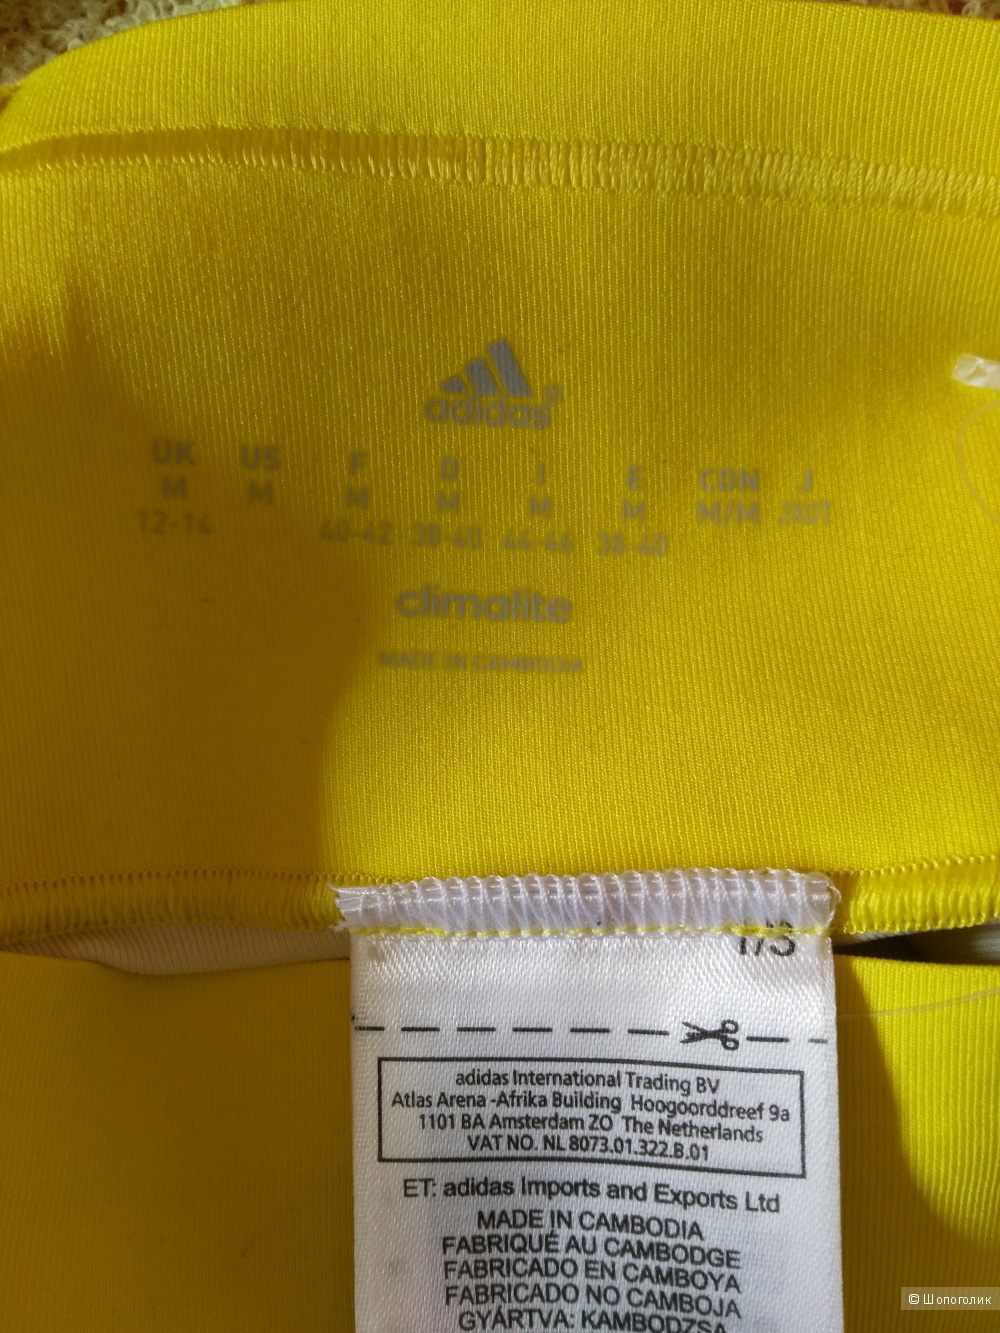 adidas®
UK US F D I E CDN J
M M M M M M M/M 2XOT
12-14 40-42 38-40 44-46 38-40
climalite
MADE IN CAMBODIA
1/3
adidas International Trading BV
Atlas Arena -Afrika Building Hoogoorddreef 9a
1101 BA Amsterdam ZO The Netherlands
VAT NO. NL 8073.01.322.B.01
ET: adidas Imports and Exports Ltd
MADE IN CAMBODIA
FABRIQUÉ AU CAMBODGE
FABRICADO EN CAMBOYA
FABRICADO NO CAMBOJA
GYÁRTVA: KAMBODZSA
© Шопоголик